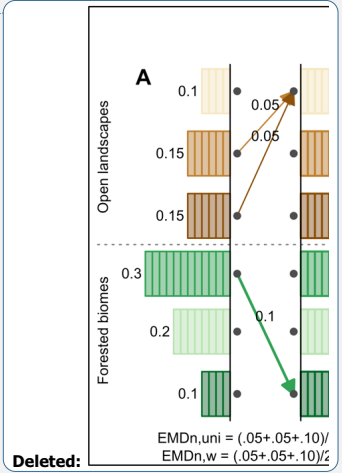 A
0.1
0.05
0.05
0.15
0.15
Open landscapes
0.3
0.1
0.2
0.1
Forested biomes
EMDn,uni = (.05+.05+.10)/
EMDn,w = (.05+.05+.10)/2
Deleted: